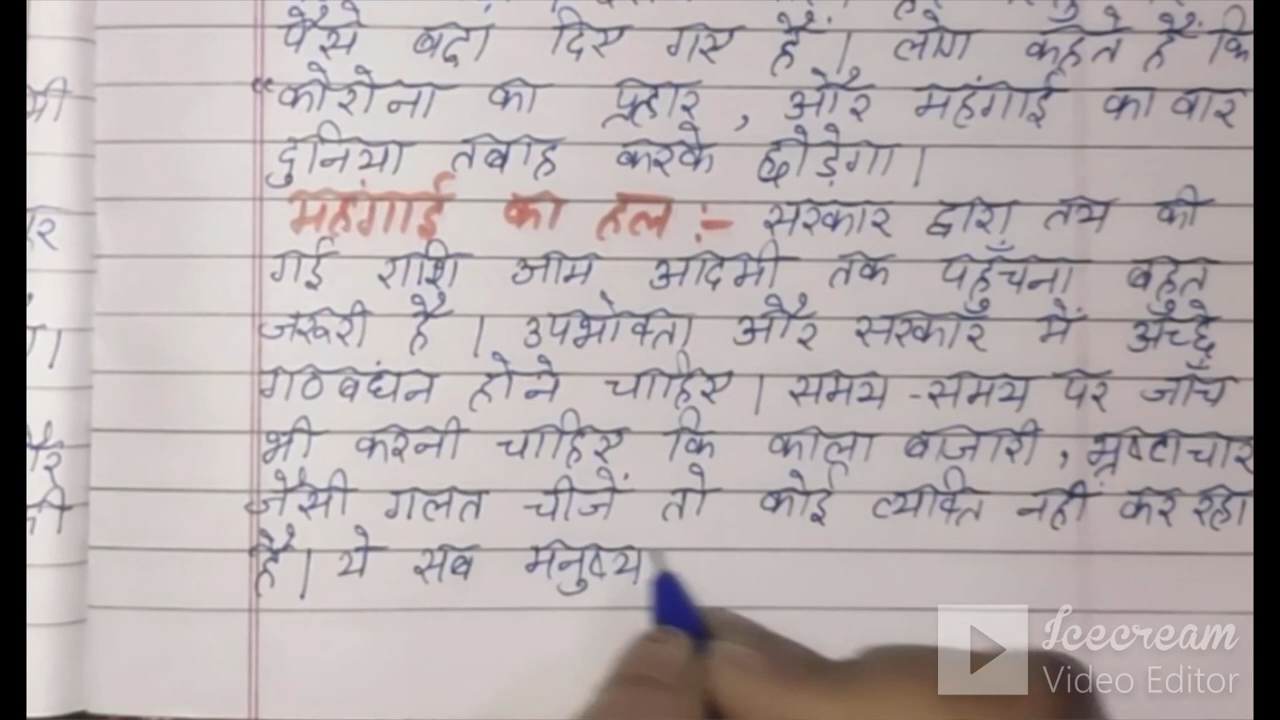 पैसे बढ़ा दिए गए हैं। लोग कहते हैं कि
"कोरोना का प्रहार, और महंगाई का वार
दुनिया तबाह करके छोड़ेगा।
महंगाई का हल :- सरकार द्वारा तय की
गई राशि आम आदमी तक पहुँचना बहुत
जरूरी है। उपभोक्ता और सरकार में अच्छे
गठबंधन होने चाहिए। समय-समय पर जाँच
भी करनी चाहिए कि काला बाजारी, भ्रष्टाचार
जैसी गलत चीजें तो कोई व्यक्ति नहीं कर रहा
है। ये सब मनुष्य
Icecream
Video Editor